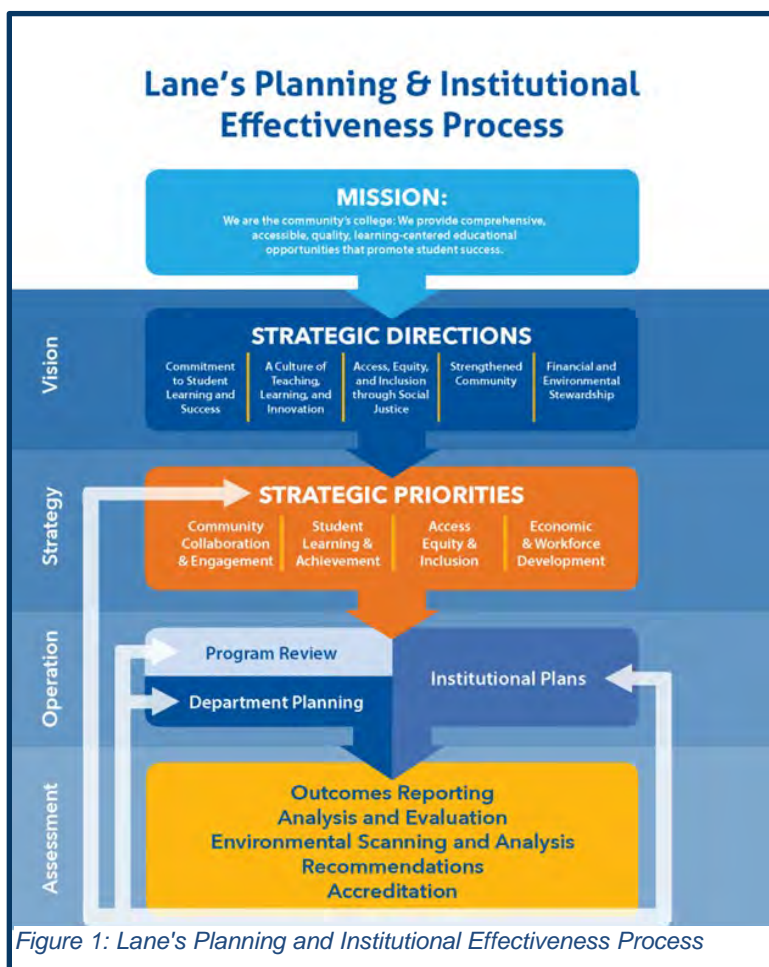 Lane's Planning & Institutional
Effectiveness Process
MISSION:
We are the community's college: We provide comprehensive,
accessible, quality, learning-centered educational
opportunities that promote student success.
Vision
STRATEGIC DIRECTIONS
Commitment
to Student
Learning and
Success
A Culture of
Teaching,
Learning, and
Innovation
Access, Equity,
and Inclusion
through Social
Justice
Strengthened
Community
Financial and
Environmental
Stewardship
Strategy
STRATEGIC PRIORITIES
Community
Collaboration
& Engagement
Student
Learning &
Achievement
Access
Equity &
Inclusion
Economic
& Workforce
Development
Operation
Program Review
Department Planning
Institutional Plans
Assessment
Outcomes Reporting
Analysis and Evaluation
Environmental Scanning and Analysis
Recommendations
Accreditation
Figure 1: Lane's Planning and Institutional Effectiveness Process